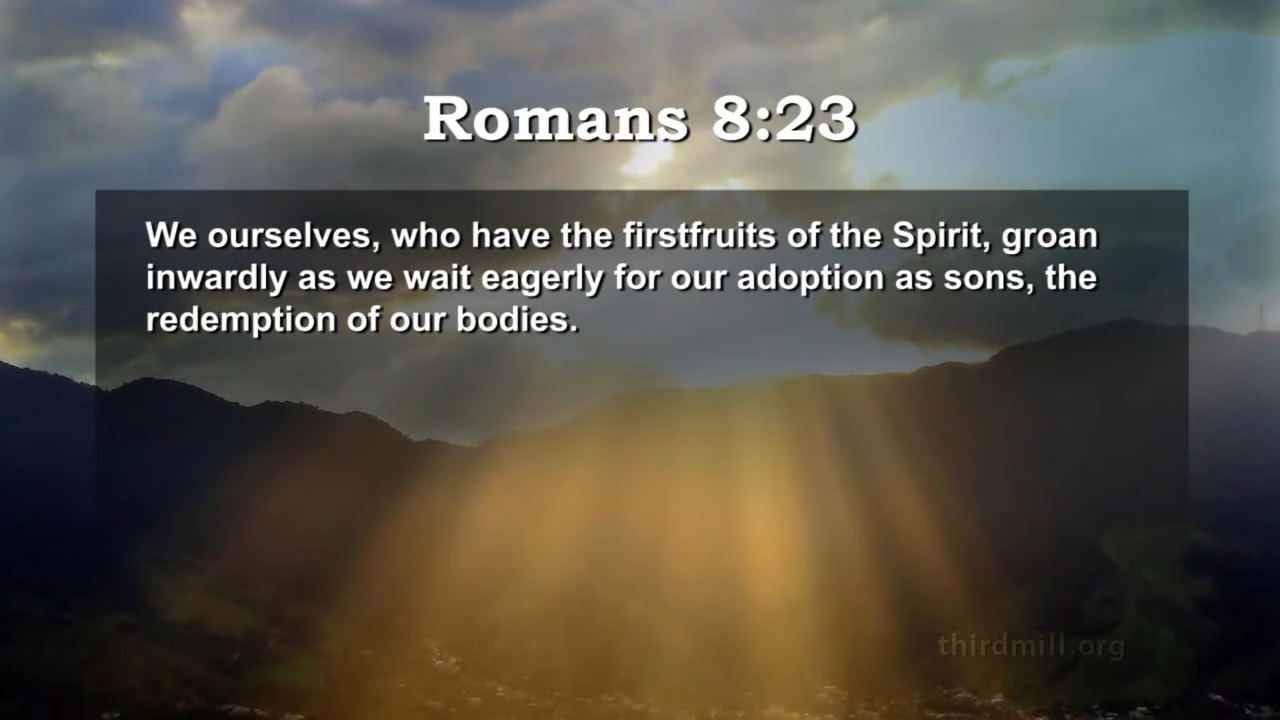 Romans 8:23
We ourselves, who have the firstfruits of the Spirit, groan
inwardly as we wait eagerly for our adoption as sons, the
redemption of our bodies.
thirdmill.org